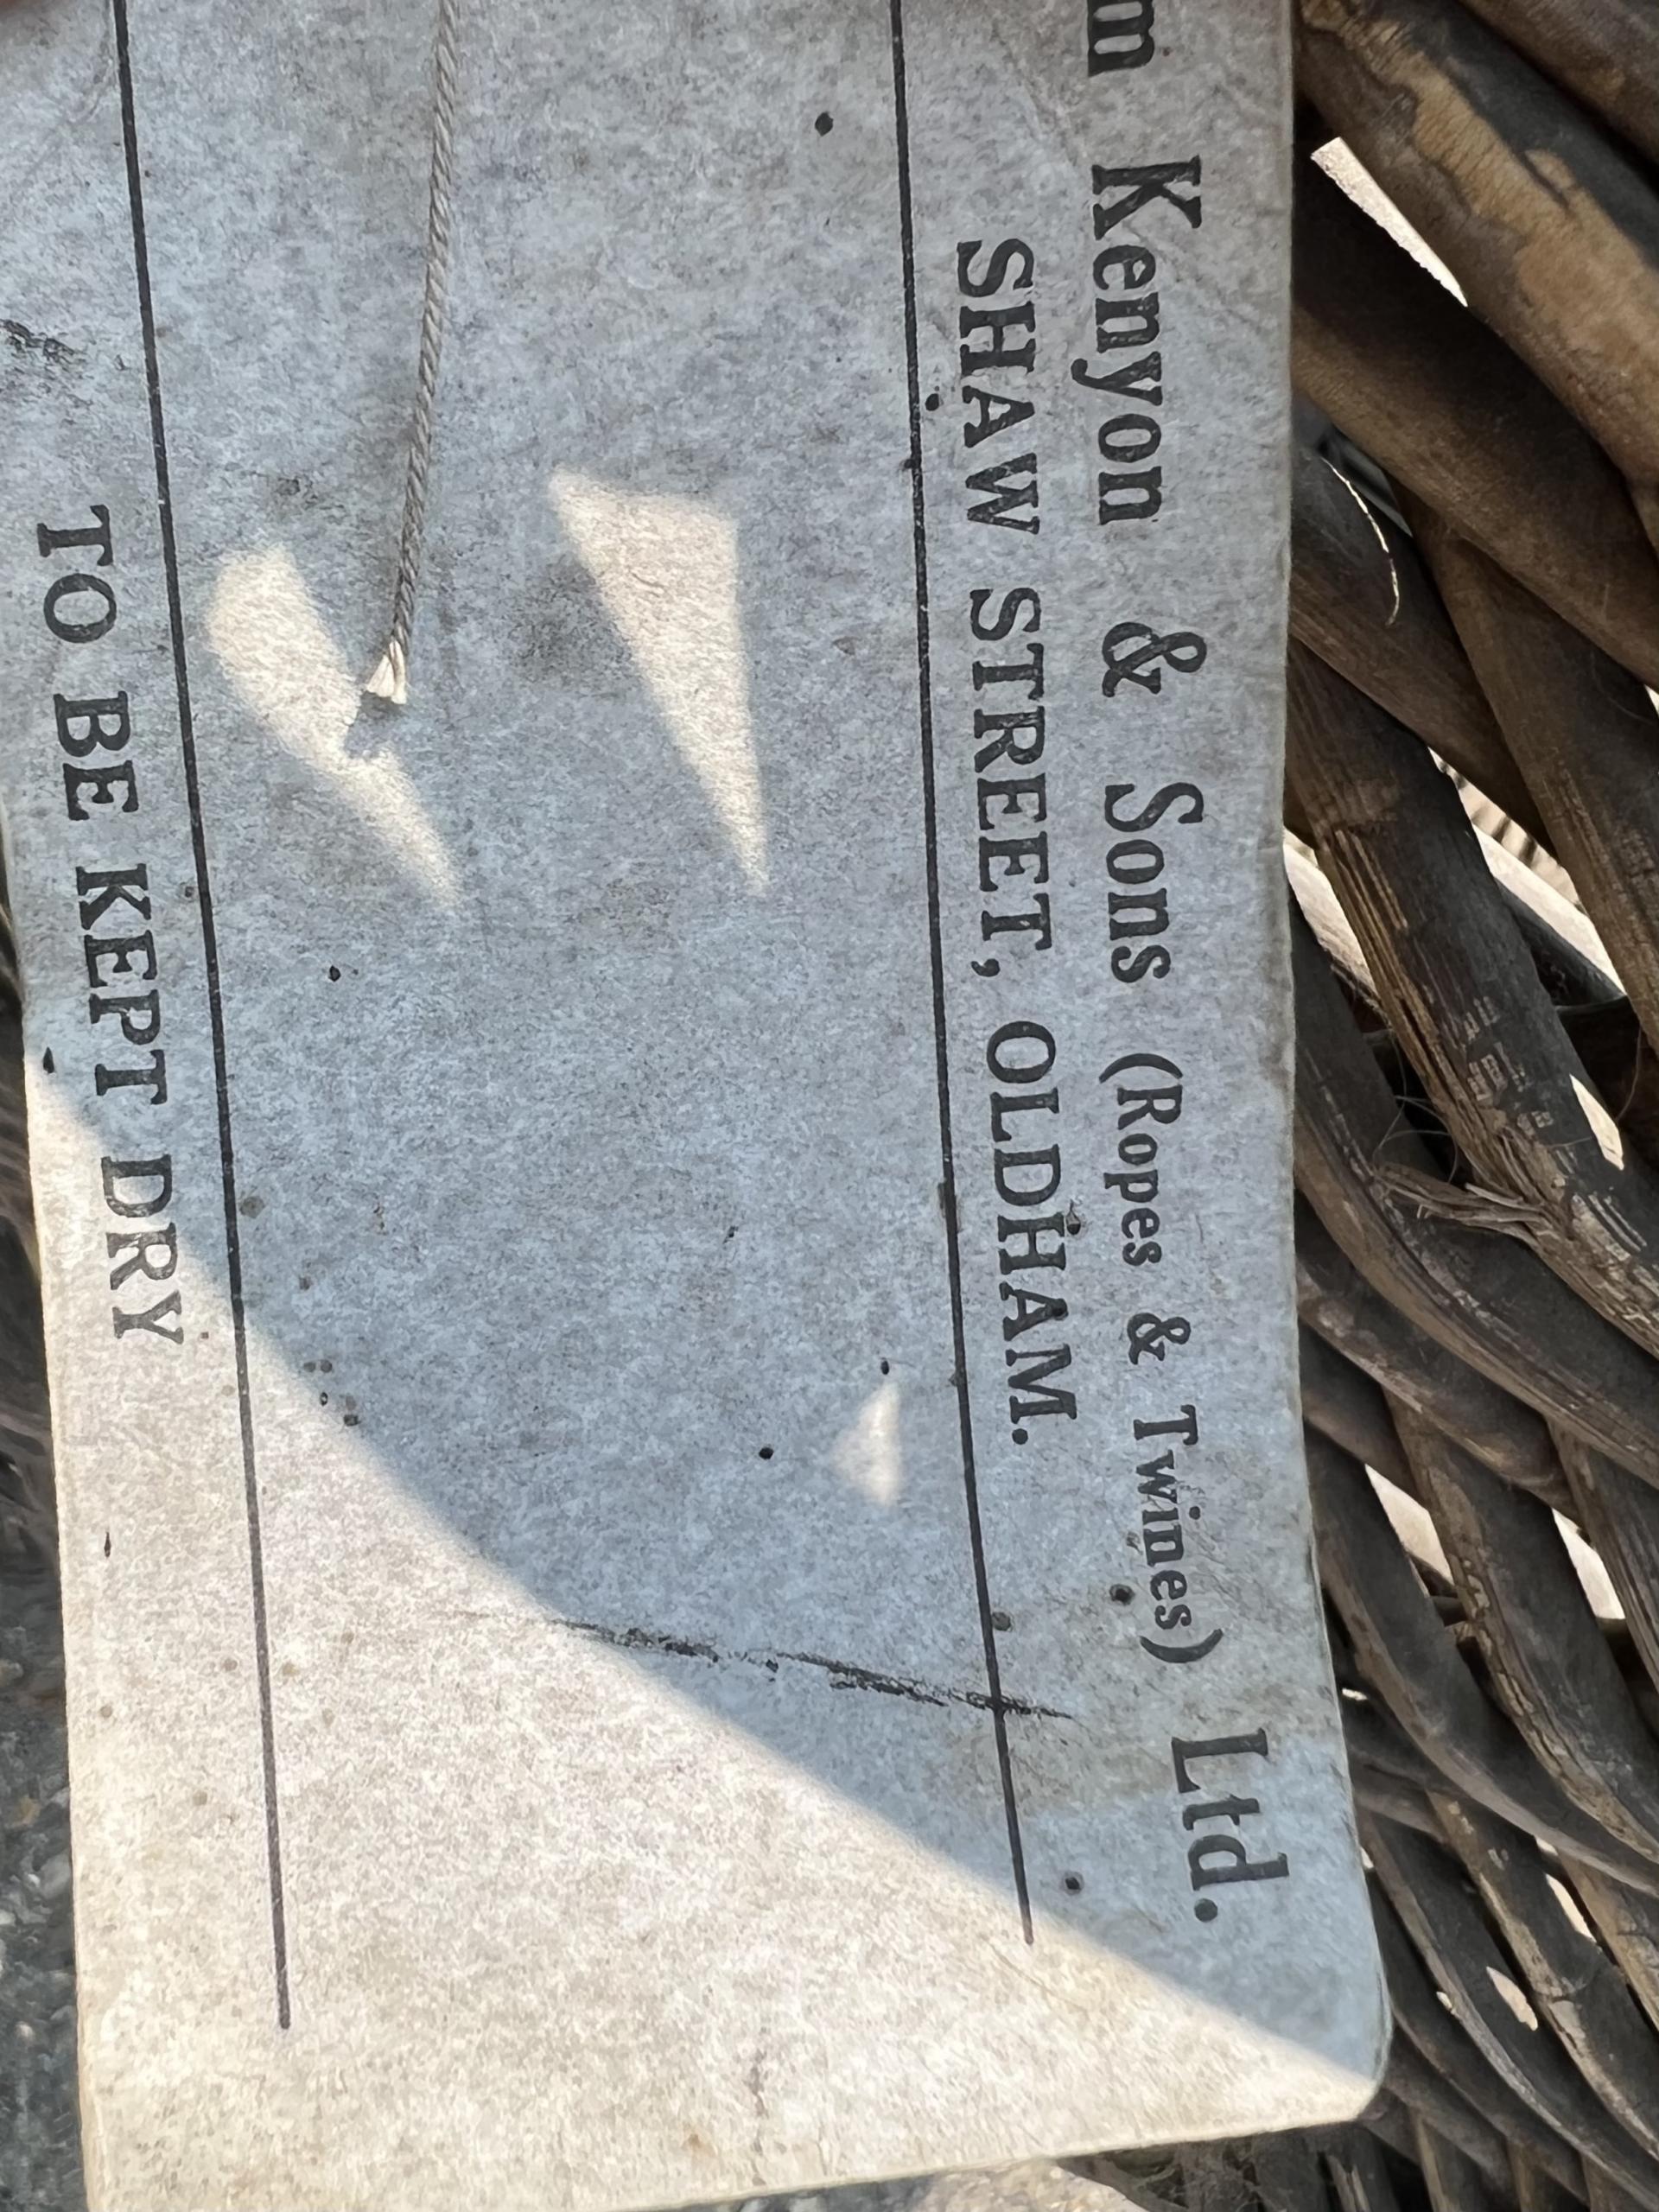 m Kenyon & Sons (Ropes & Twines) Ltd.
SHAW STREET, OLDHAM.
TO BE KEPT DRY